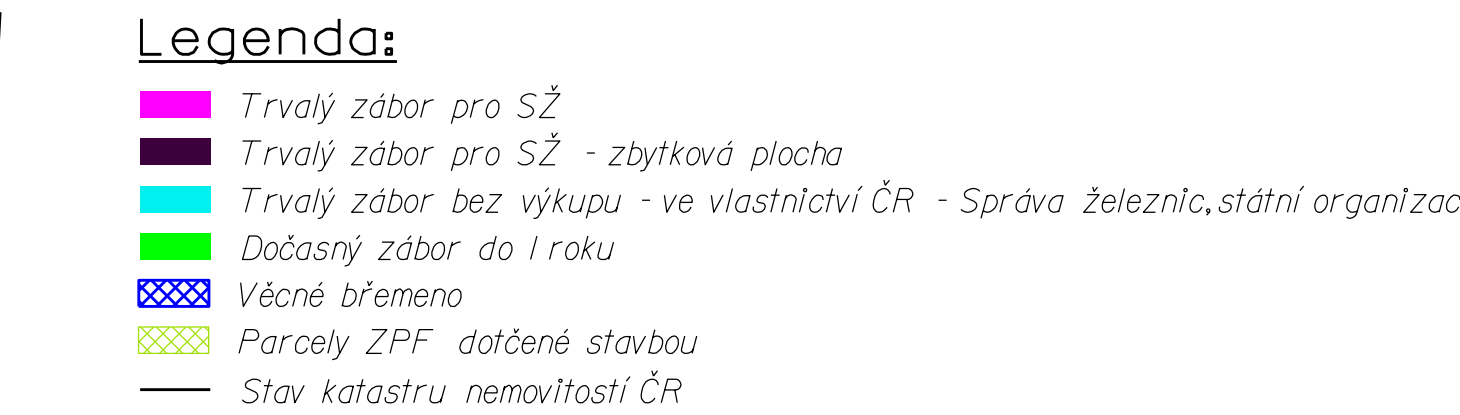 Legenda:
Trvalý zábor pro SŽ
Trvalý zábor pro SŽ - zbytková plocha
Trvalý zábor bez výkupu - ve vlastnictví ČR - Správa železnic, státní organizac
Dočasný zábor do 1 roku
Věcné břemeno
Parcely ZPF dotčené stavbou
Stav katastru nemovitostí ČR